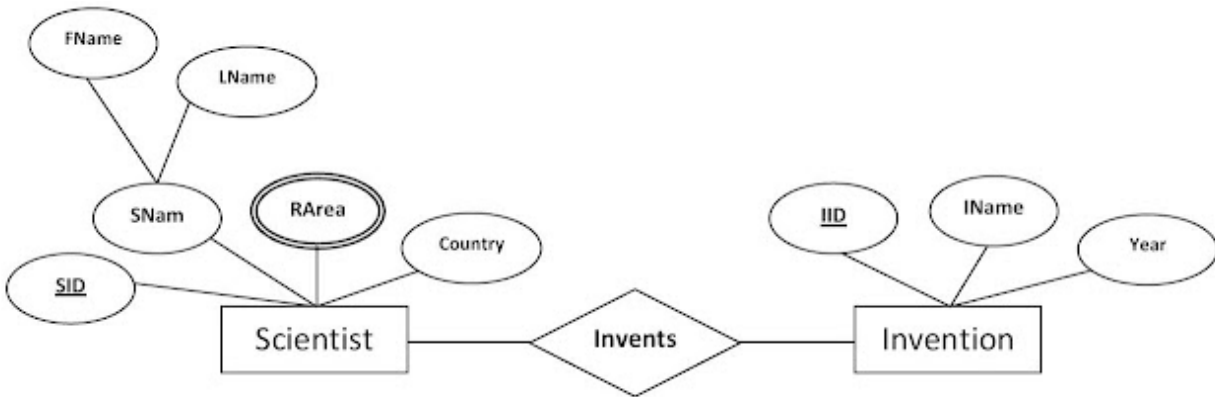 FName
LName
SNam
RArea
Country
SID
IID
IName
Year
Scientist
Invents
Invention